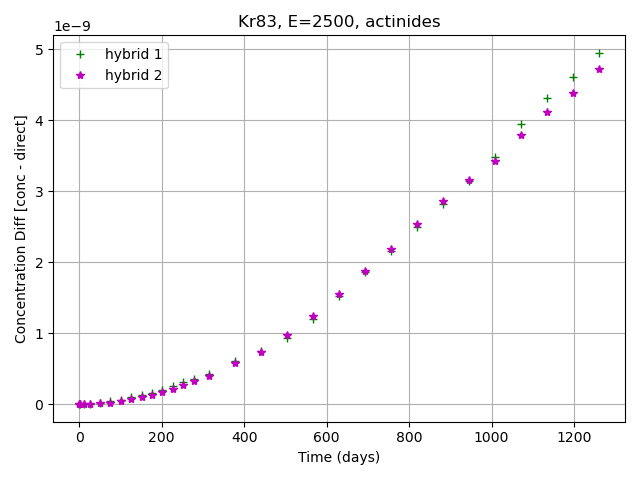 Kr83, E=2500, actinides
1e−9
hybrid 1
hybrid 2
5
4
3
2
1
0
Concentration Diff [conc - direct]
0 200 400 600 800 1000 1200
Time (days)